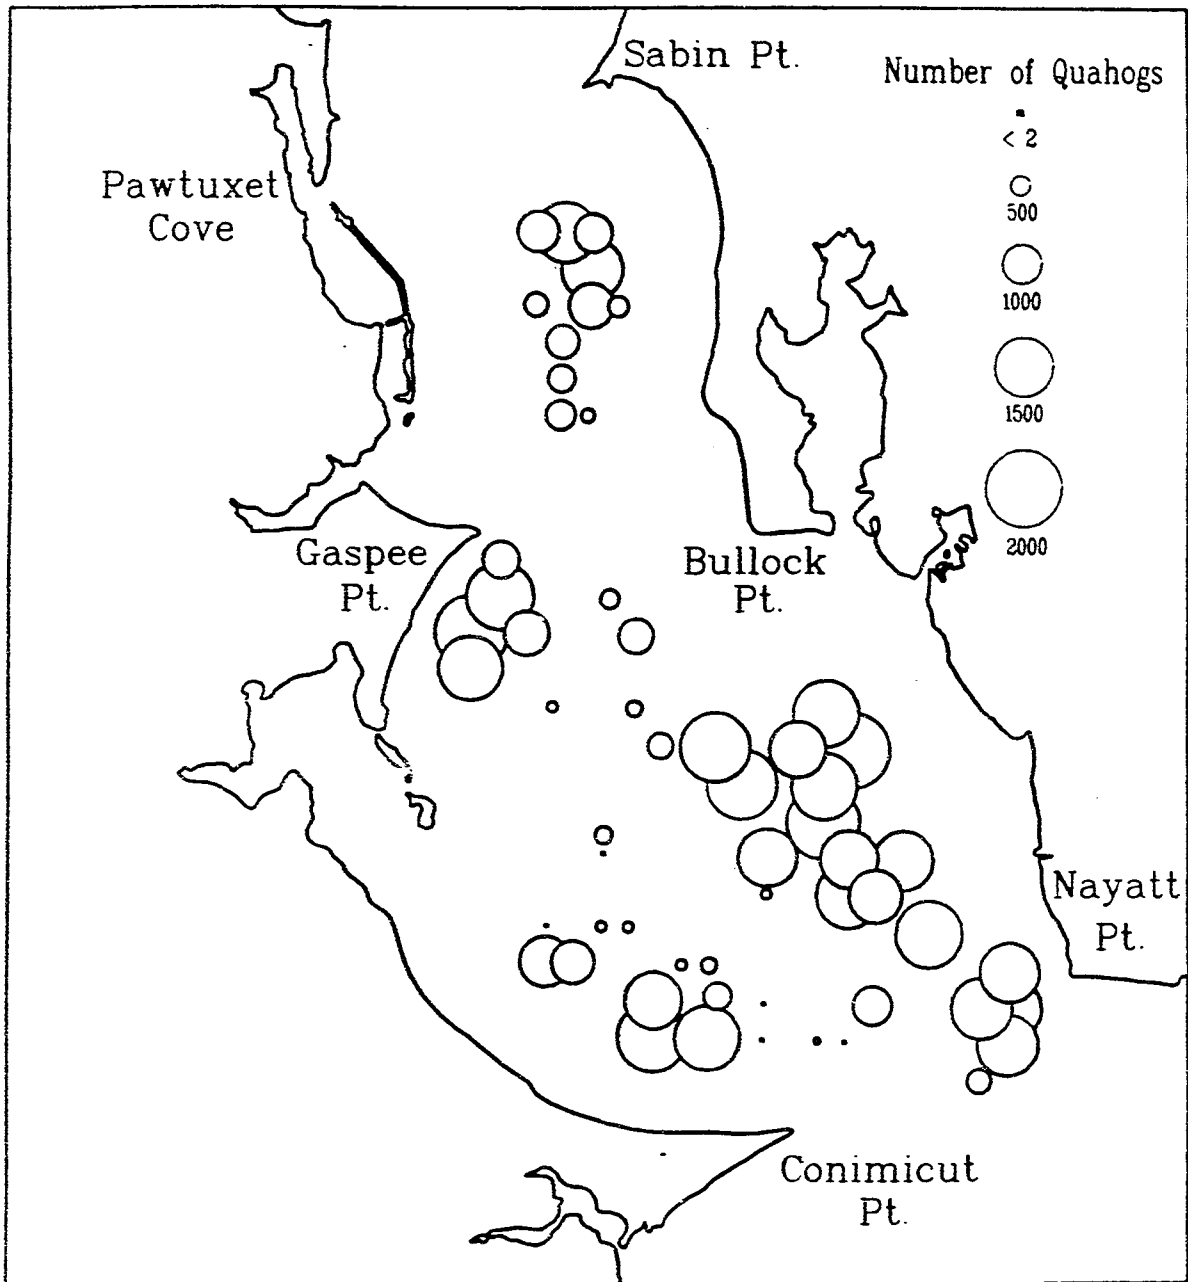 Sabin Pt.
Number of Quahogs
< 2
500
1000
1500
2000
Pawtuxet
Cove
Gaspee
Pt.
Bullock
Pt.
Nayatt
Pt.
Conimicut
Pt.